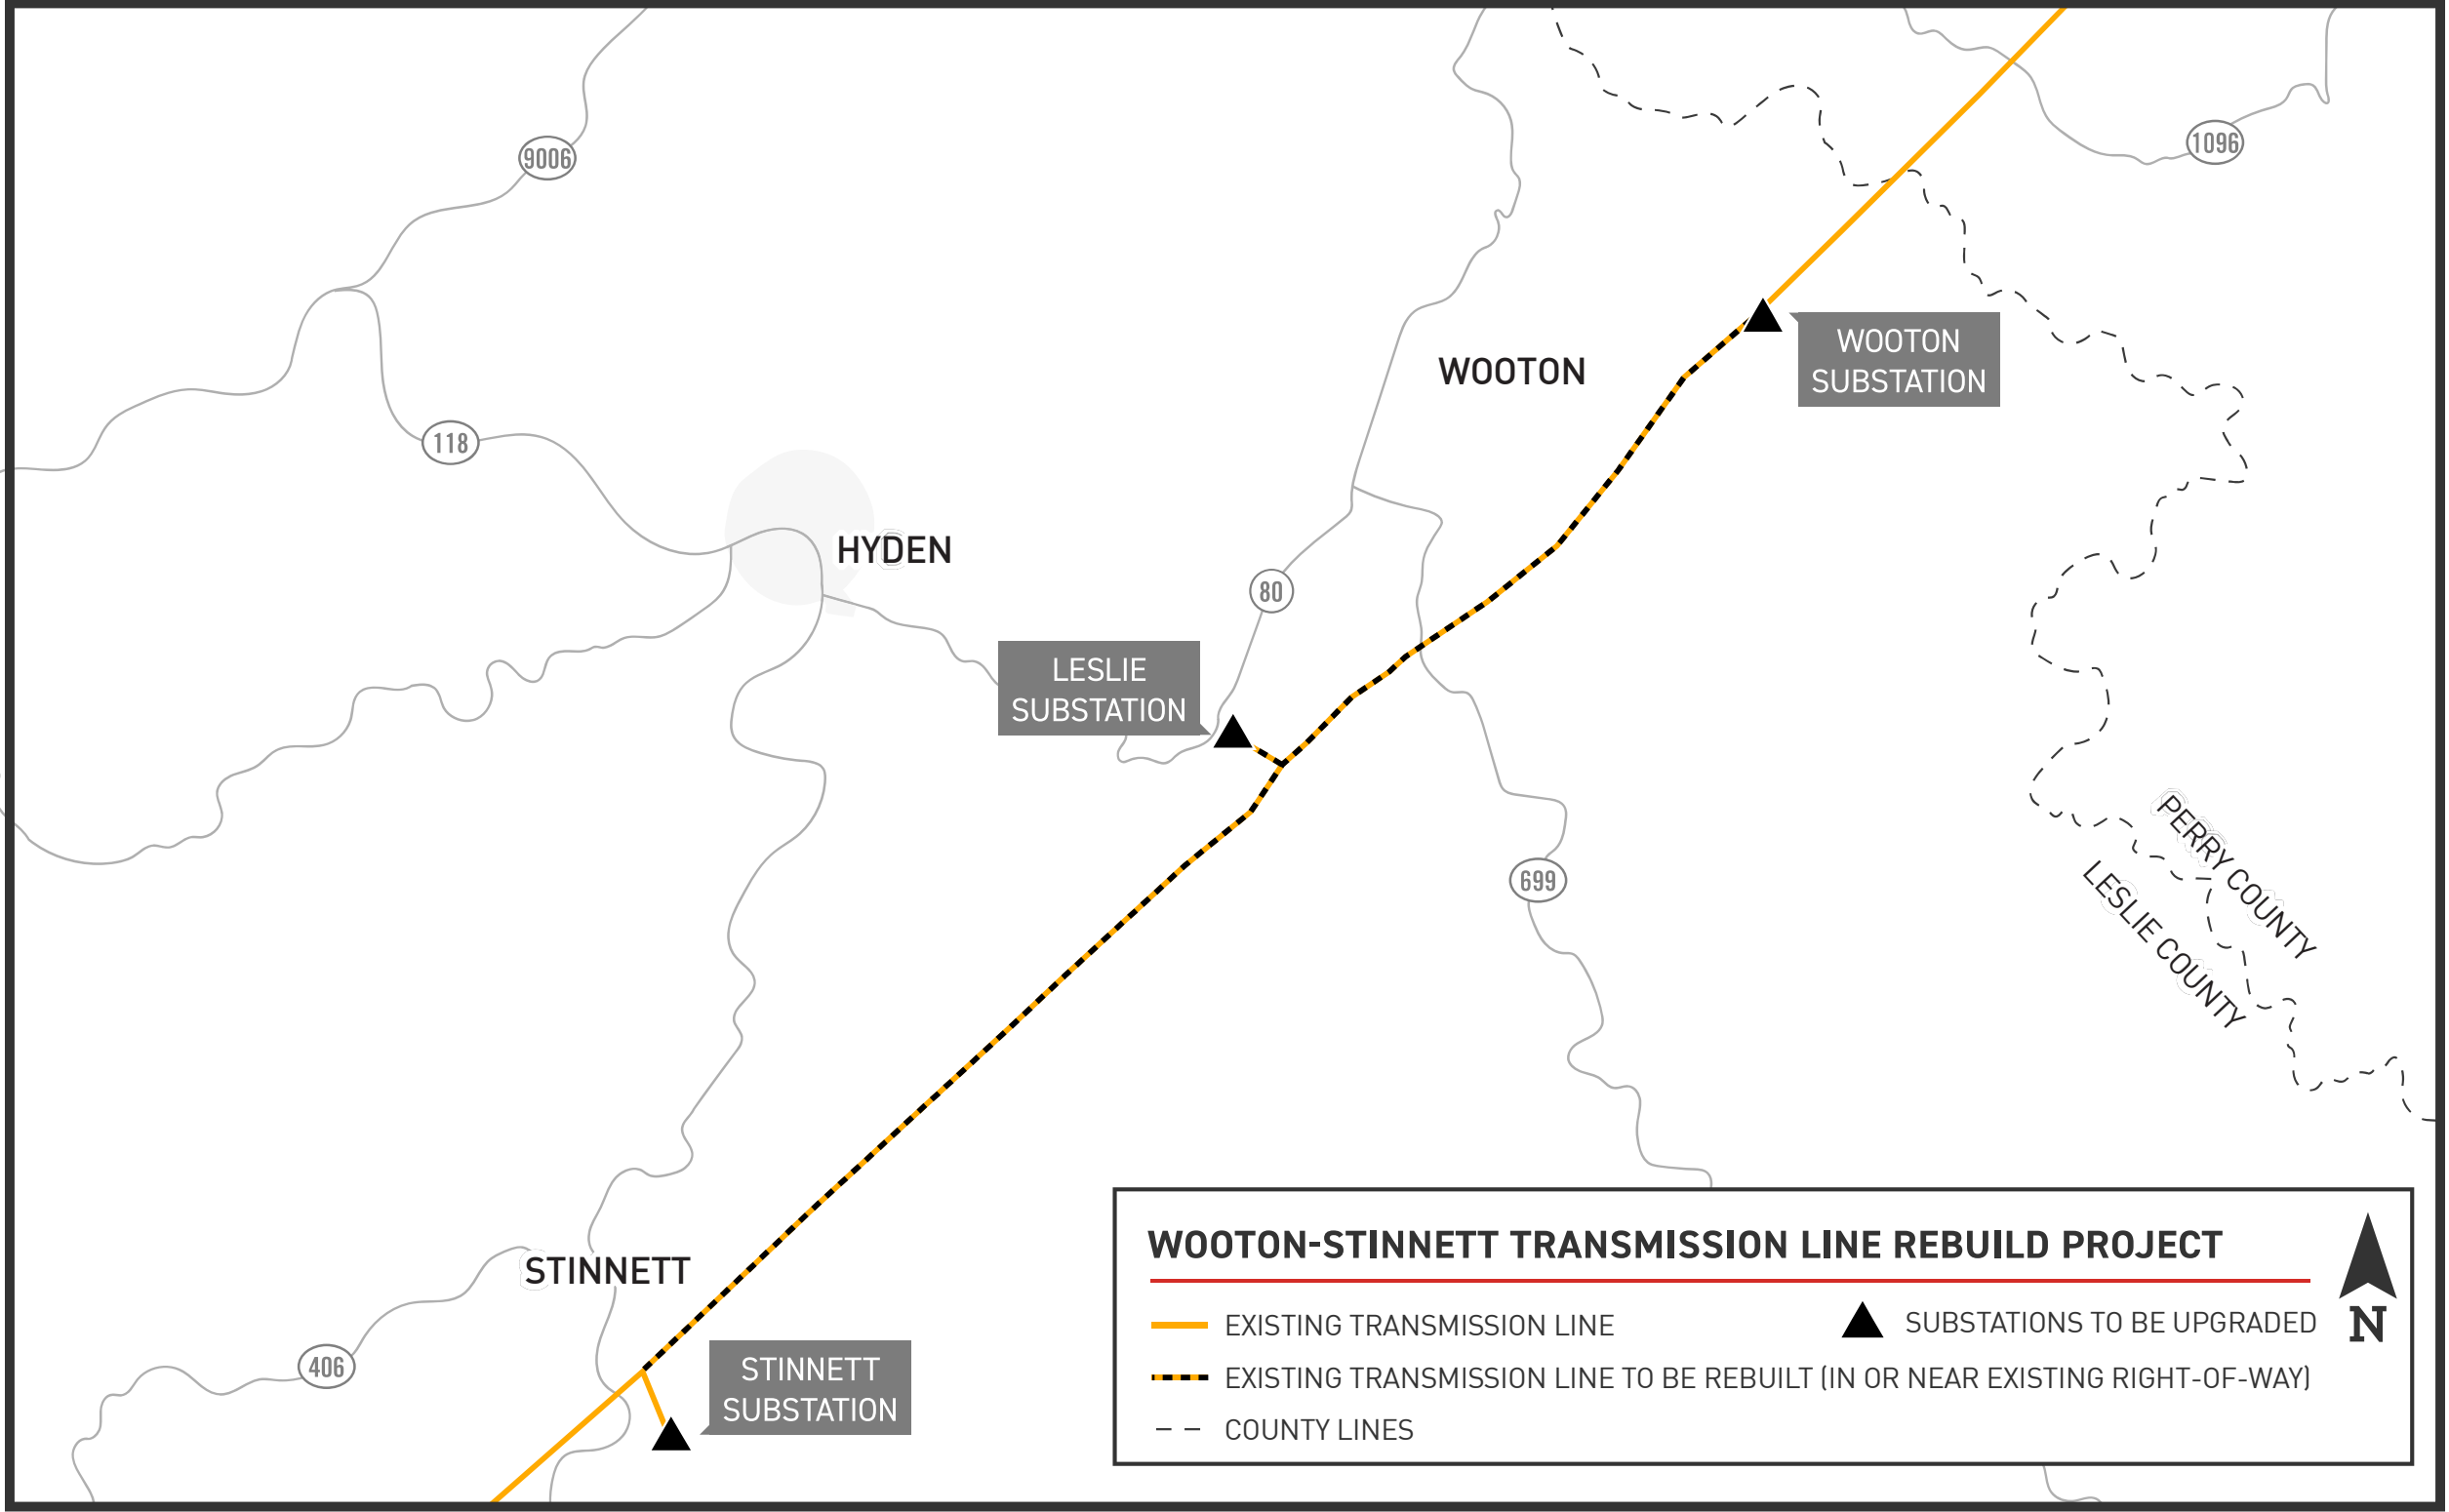 9006
1096
WOOTON
SUBSTATION
WOOTON
118
HYDEN
80
LESLIE
SUBSTATION
PERRY COUNTY
LESLIE COUNTY
699
STINNETT
406
STINNETT
SUBSTATION
WOOTON-STINNETT TRANSMISSION LINE REBUILD PROJECT
EXISTING TRANSMISSION LINE
SUBSTATIONS TO BE UPGRADED
EXISTING TRANSMISSION LINE TO BE REBUILT (IN OR NEAR EXISTING RIGHT-OF-WAY)
COUNTY LINES
N